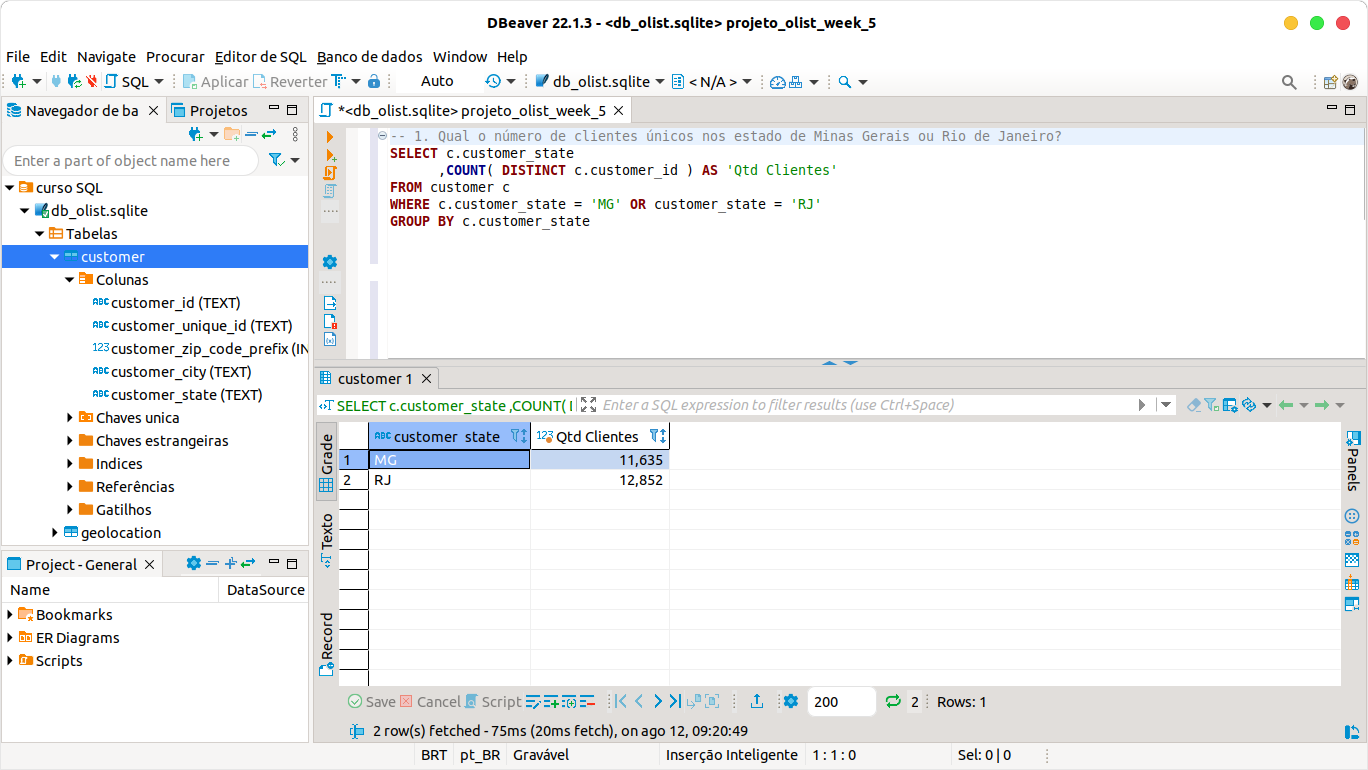 DBeaver 22.1.3 - <db_olist.sqlite> projeto_olist_week_5
File Edit Navigate Procurar Editor de SQL Banco de dados Window Help
SQL Aplicar Reverter Auto db_olist.sqlite < N/A >
Navegador de ba
Projetos
Enter a part of object name here
curso SQL
db_olist.sqlite
Tabelas
customer
Colunas
ABC customer_id (TEXT)
ABC customer_unique_id (TEXT)
123 customer_zip_code_prefix (IN
ABC customer_city (TEXT)
ABC customer_state (TEXT)
Chaves unica
Chaves estrangeiras
Indices
Referências
Gatilhos
geolocation
Project - General
Name DataSource
Bookmarks
ER Diagrams
Scripts
*<db_olist.sqlite> projeto_olist_week_5
-- 1. Qual o número de clientes únicos nos estado de Minas Gerais ou Rio de Janeiro?
SELECT c.customer_state
,COUNT( DISTINCT c.customer_id ) AS 'Qtd Clientes'
FROM customer c
WHERE c.customer_state = 'MG' OR customer_state = 'RJ'
GROUP BY c.customer_state
customer 1
SELECT c.customer_state ,COUNT( Enter a SQL expression to filter results (use Ctrl+Space)
Grade
Texto
Record
ABC customer_state 123 Qtd Clientes
1 MG 11,635
2 RJ 12,852
Panels
Save Cancel Script 200 2 Rows: 1
2 row(s) fetched - 75ms (20ms fetch), on ago 12, 09:20:49
BRT pt_BR Gravável Inserção Inteligente 1 : 1 : 0 Sel: 0 | 0